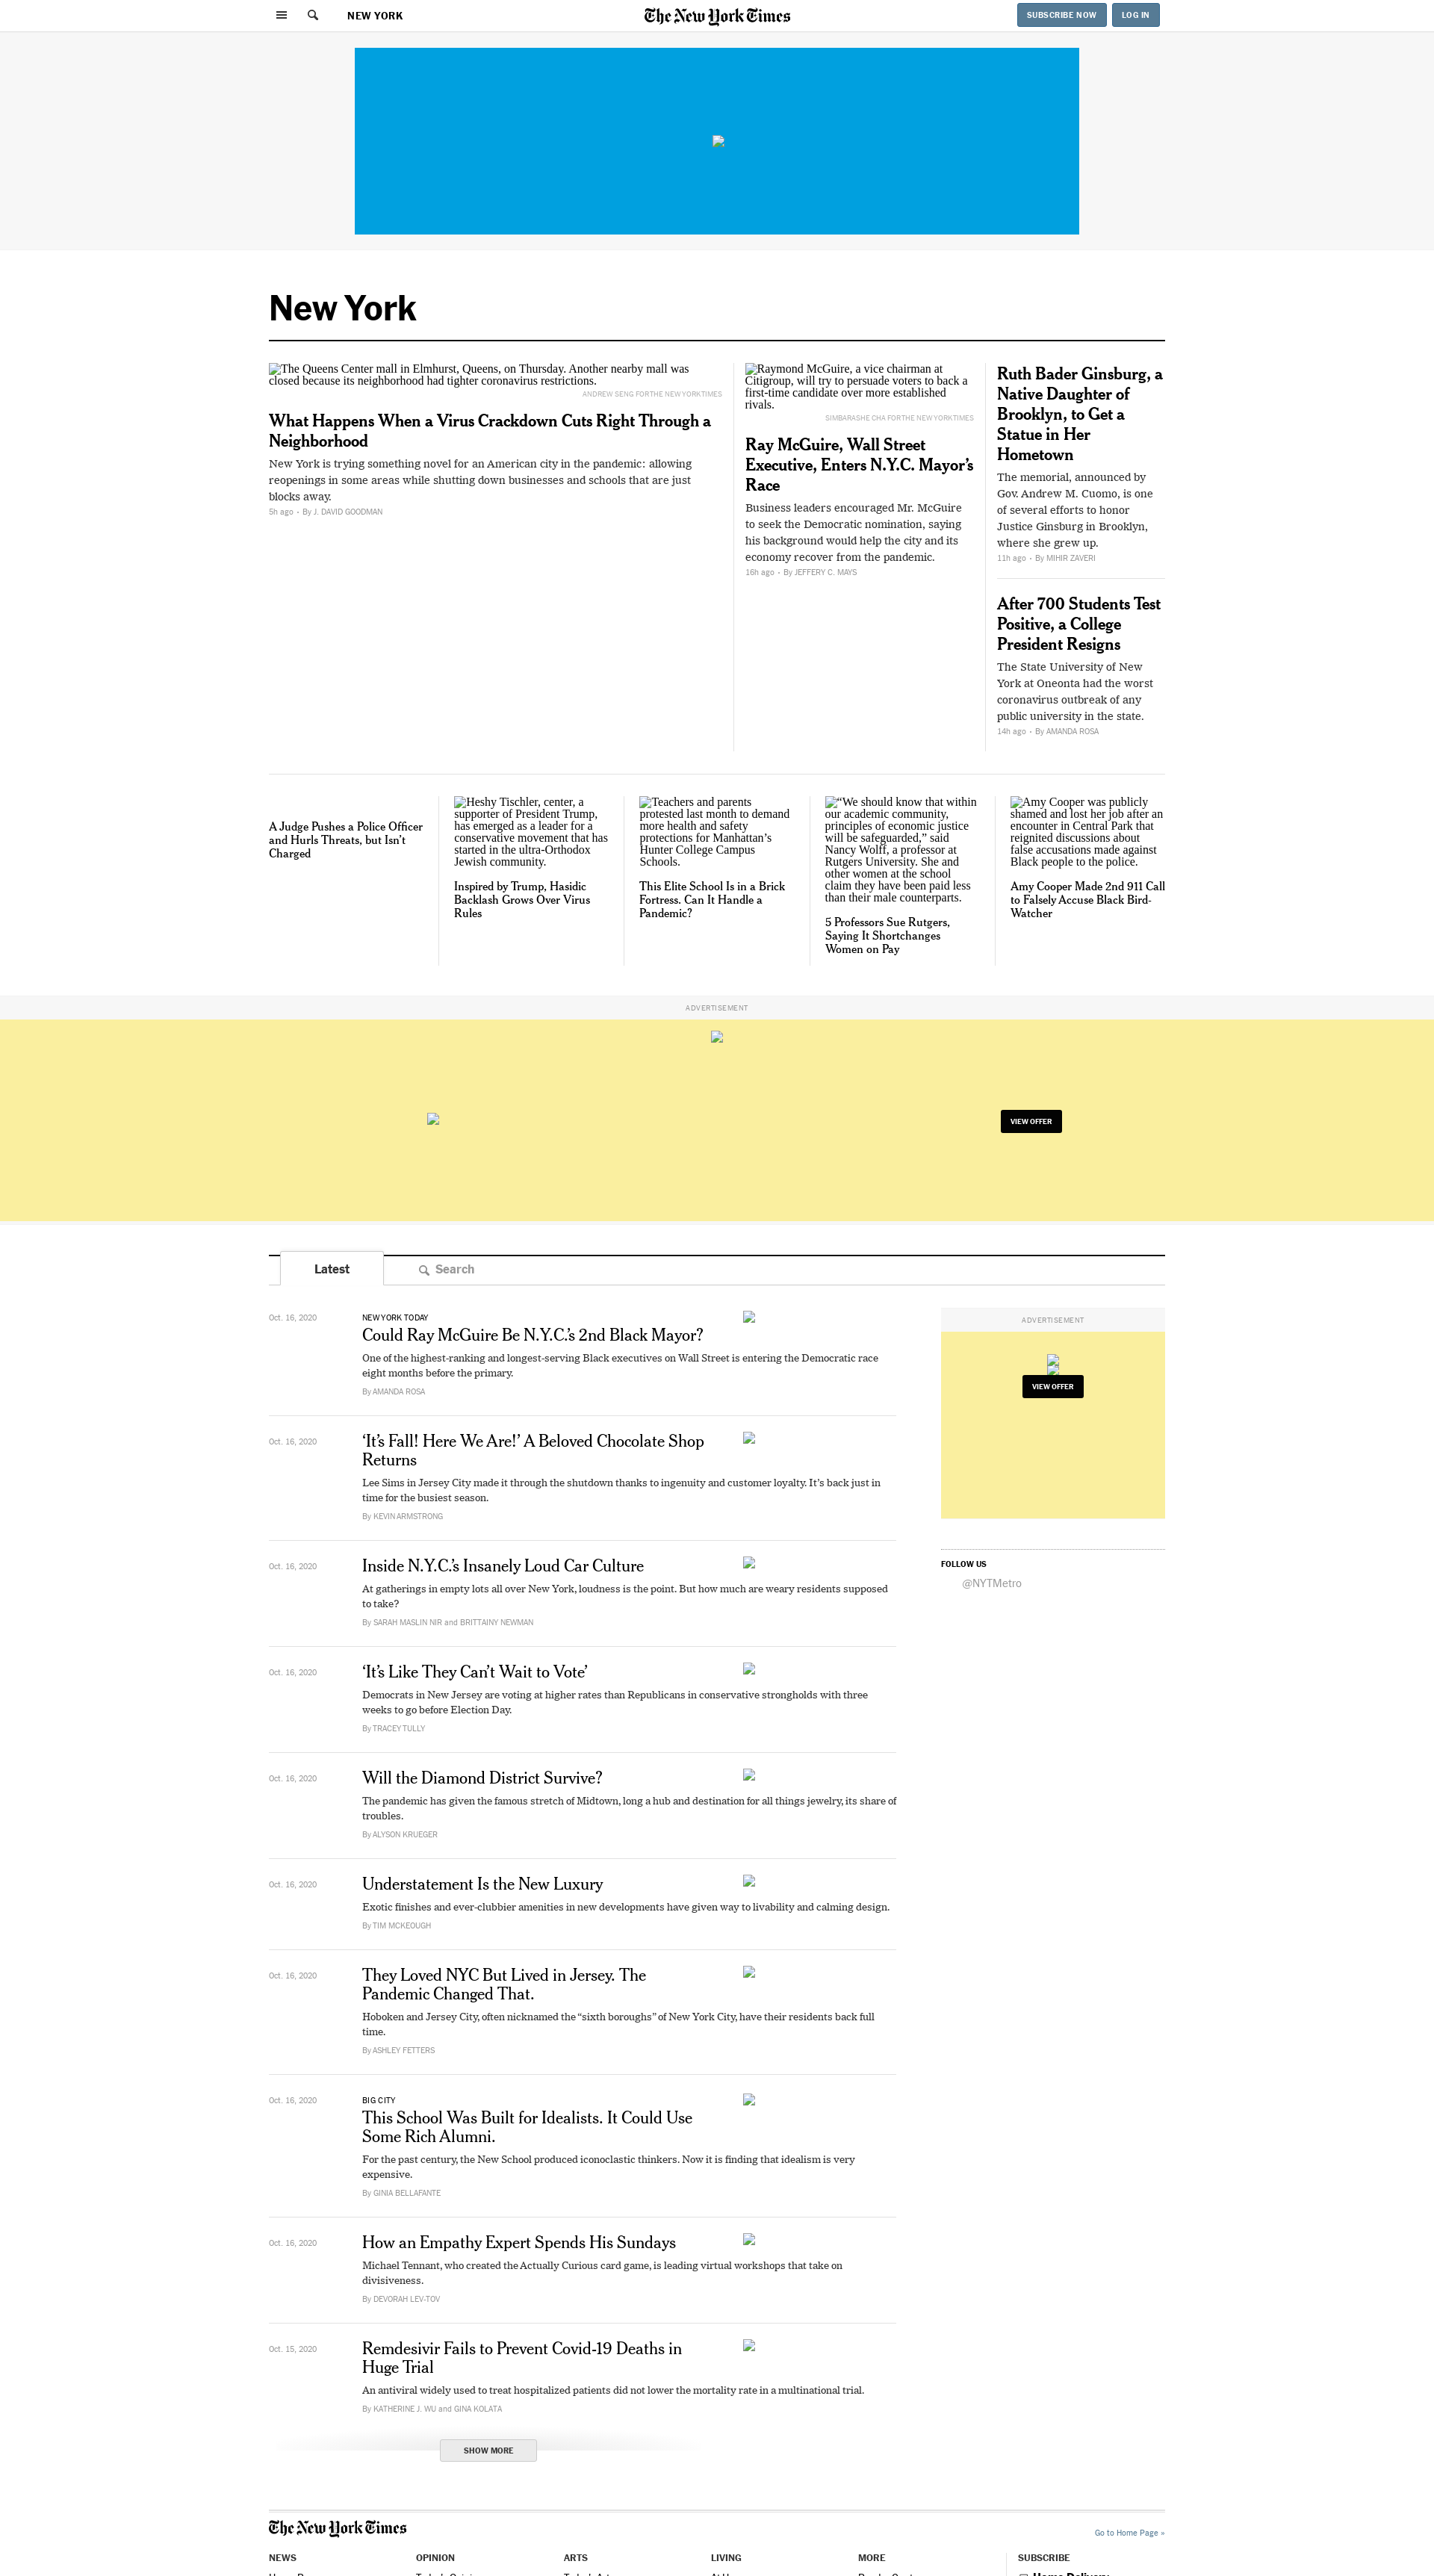 NEW YORK
The New York Times
SUBSCRIBE NOW
LOG IN
New York
The Queens Center mall in Elmhurst, Queens, on Thursday. Another nearby mall was
closed because its neighborhood had tighter coronavirus restrictions.
ANDREW SENG FOR THE NEW YORK TIMES
What Happens When a Virus Crackdown Cuts Right Through a
Neighborhood
New York is trying something novel for an American city in the pandemic: allowing
reopenings in some areas while shutting down businesses and schools that are just
blocks away.
5h ago • By J. DAVID GOODMAN
Raymond McGuire, a vice chairman at
Citigroup, will try to persuade voters to back a
first-time candidate over more established
rivals.
SIMBARASHE CHA FOR THE NEW YORK TIMES
Ray McGuire, Wall Street
Executive, Enters N.Y.C. Mayor’s
Race
Business leaders encouraged Mr. McGuire
to seek the Democratic nomination, saying
his background would help the city and its
economy recover from the pandemic.
16h ago • By JEFFERY C. MAYS
Ruth Bader Ginsburg, a
Native Daughter of
Brooklyn, to Get a
Statue in Her
Hometown
The memorial, announced by
Gov. Andrew M. Cuomo, is one
of several efforts to honor
Justice Ginsburg in Brooklyn,
where she grew up.
11h ago • By MIHIR ZAVERI
After 700 Students Test
Positive, a College
President Resigns
The State University of New
York at Oneonta had the worst
coronavirus outbreak of any
public university in the state.
14h ago • By AMANDA ROSA
A Judge Pushes a Police Officer
and Hurls Threats, but Isn’t
Charged
Heshy Tischler, center, a
supporter of President Trump,
has emerged as a leader for a
conservative movement that has
started in the ultra-Orthodox
Jewish community.
Inspired by Trump, Hasidic
Backlash Grows Over Virus
Rules
Teachers and parents
protested last month to demand
more health and safety
protections for Manhattan’s
Hunter College Campus
Schools.
This Elite School Is in a Brick
Fortress. Can It Handle a
Pandemic?
“We should know that within
our academic community,
principles of economic justice
will be safeguarded,” said
Nancy Wolff, a professor at
Rutgers University. She and
other women at the school
claim they have been paid less
than their male counterparts.
5 Professors Sue Rutgers,
Saying It Shortchanges
Women on Pay
Amy Cooper was publicly
shamed and lost her job after an
encounter in Central Park that
reignited discussions about
false accusations made against
Black people to the police.
Amy Cooper Made 2nd 911 Call
to Falsely Accuse Black Bird-
Watcher
ADVERTISEMENT
VIEW OFFER
Latest
Search
Oct. 16, 2020
NEW YORK TODAY
Could Ray McGuire Be N.Y.C.’s 2nd Black Mayor?
One of the highest-ranking and longest-serving Black executives on Wall Street is entering the Democratic race
eight months before the primary.
By AMANDA ROSA
Oct. 16, 2020
‘It’s Fall! Here We Are!’ A Beloved Chocolate Shop
Returns
Lee Sims in Jersey City made it through the shutdown thanks to ingenuity and customer loyalty. It’s back just in
time for the busiest season.
By KEVIN ARMSTRONG
Oct. 16, 2020
Inside N.Y.C.’s Insanely Loud Car Culture
At gatherings in empty lots all over New York, loudness is the point. But how much are weary residents supposed
to take?
By SARAH MASLIN NIR and BRITTAINY NEWMAN
Oct. 16, 2020
‘It’s Like They Can’t Wait to Vote’
Democrats in New Jersey are voting at higher rates than Republicans in conservative strongholds with three
weeks to go before Election Day.
By TRACEY TULLY
Oct. 16, 2020
Will the Diamond District Survive?
The pandemic has given the famous stretch of Midtown, long a hub and destination for all things jewelry, its share of
troubles.
By ALYSON KRUEGER
Oct. 16, 2020
Understatement Is the New Luxury
Exotic finishes and ever-clubbier amenities in new developments have given way to livability and calming design.
By TIM MCKEOUGH
Oct. 16, 2020
They Loved NYC But Lived in Jersey. The
Pandemic Changed That.
Hoboken and Jersey City, often nicknamed the “sixth boroughs” of New York City, have their residents back full
time.
By ASHLEY FETTERS
Oct. 16, 2020
BIG CITY
This School Was Built for Idealists. It Could Use
Some Rich Alumni.
For the past century, the New School produced iconoclastic thinkers. Now it is finding that idealism is very
expensive.
By GINIA BELLAFANTE
Oct. 16, 2020
How an Empathy Expert Spends His Sundays
Michael Tennant, who created the Actually Curious card game, is leading virtual workshops that take on
divisiveness.
By DEVORAH LEV-TOV
Oct. 15, 2020
Remdesivir Fails to Prevent Covid-19 Deaths in
Huge Trial
An antiviral widely used to treat hospitalized patients did not lower the mortality rate in a multinational trial.
By KATHERINE J. WU and GINA KOLATA
SHOW MORE
ADVERTISEMENT
VIEW OFFER
FOLLOW US
@NYTMetro
The New York Times
Go to Home Page »
NEWS
ARTS
OPINION
LIVING
MORE
SUBSCRIBE